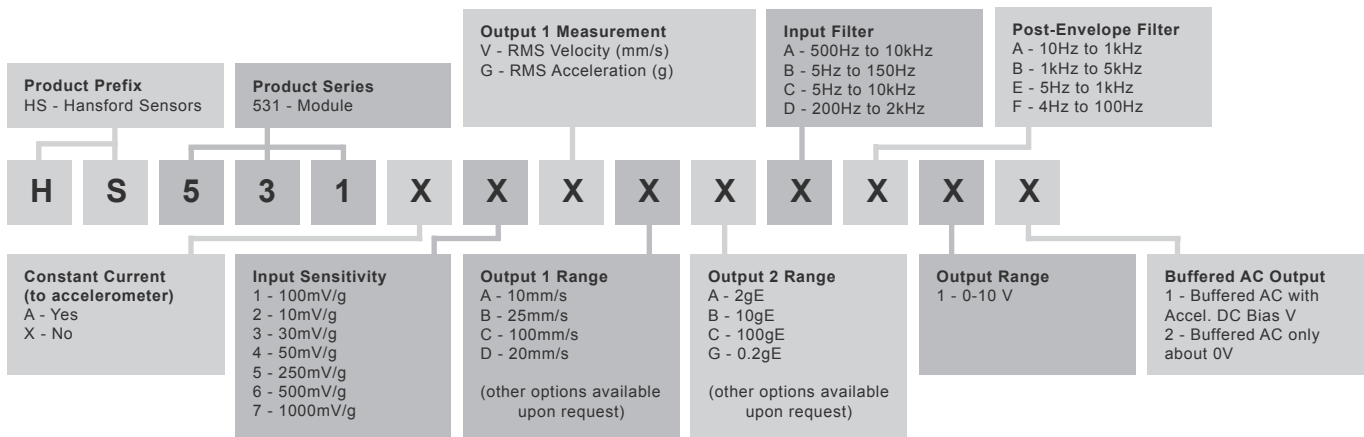 Output 1 Measurement
V - RMS Velocity (mm/s)
G - RMS Acceleration (g)
Input Filter
A - 500Hz to 10kHz
B - 5Hz to 150Hz
C - 5Hz to 10kHz
D - 200Hz to 2kHz
Post-Envelope Filter
A - 10Hz to 1kHz
B - 1kHz to 5kHz
E - 5Hz to 1kHz
F - 4Hz to 100Hz
Product Prefix
HS - Hansford Sensors
Product Series
531 - Module
H S 5 3 1 X X X X X X X X X
Constant Current
(to accelerometer)
A - Yes
X - No
Input Sensitivity
1 - 100mV/g
2 - 10mV/g
3 - 30mV/g
4 - 50mV/g
5 - 250mV/g
6 - 500mV/g
7 - 1000mV/g
Output 1 Range
A - 10mm/s
B - 25mm/s
C - 100mm/s
D - 20mm/s
(other options available
upon request)
Output 2 Range
A - 2gE
B - 10gE
C - 100gE
G - 0.2gE
(other options available
upon request)
Output Range
1 - 0-10 V
Buffered AC Output
1 - Buffered AC with
Accel. DC Bias V
2 - Buffered AC only
about 0V